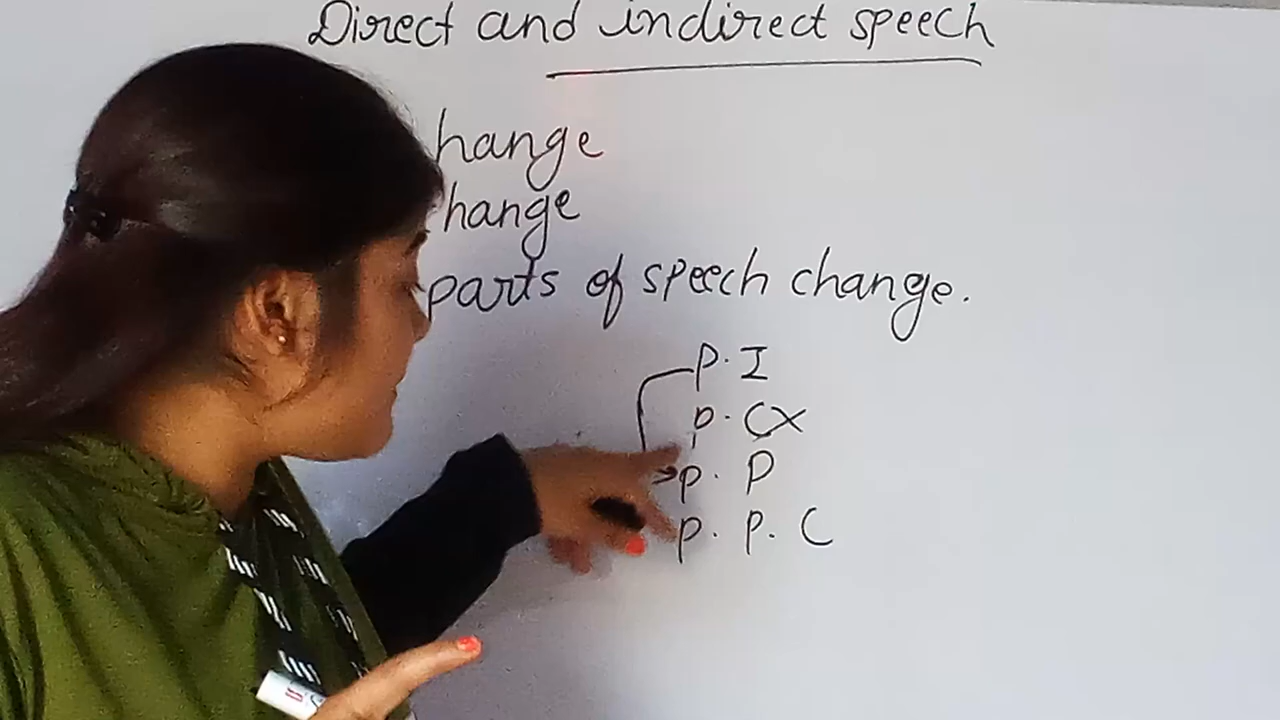 Direct and indirect speech
hange
hange
parts of speech change.
P. I
P. CX
P. P
P. P. C